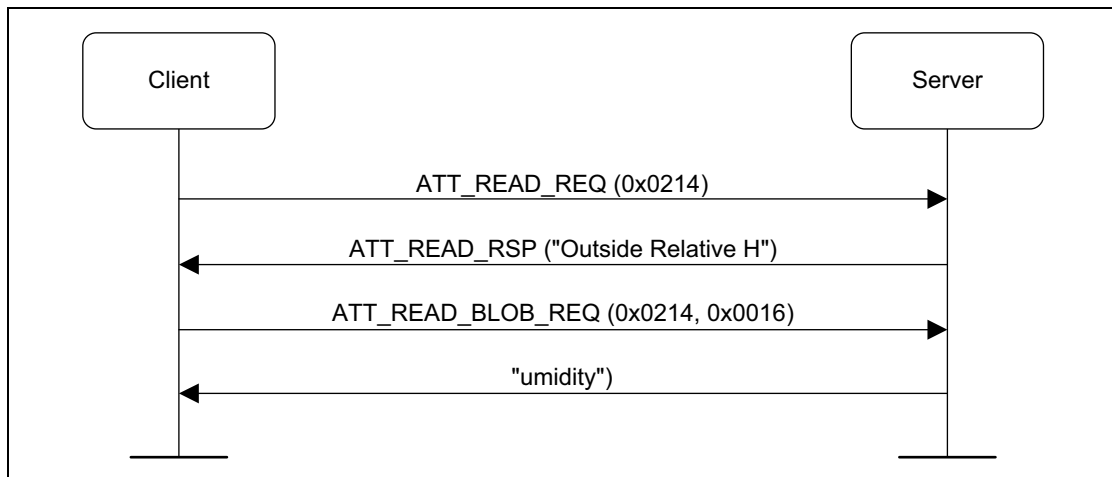 Client
Server
ATT_READ_REQ (0x0214)
ATT_READ_RSP ("Outside Relative H")
ATT_READ_BLOB_REQ (0x0214, 0x0016)
"umidity")